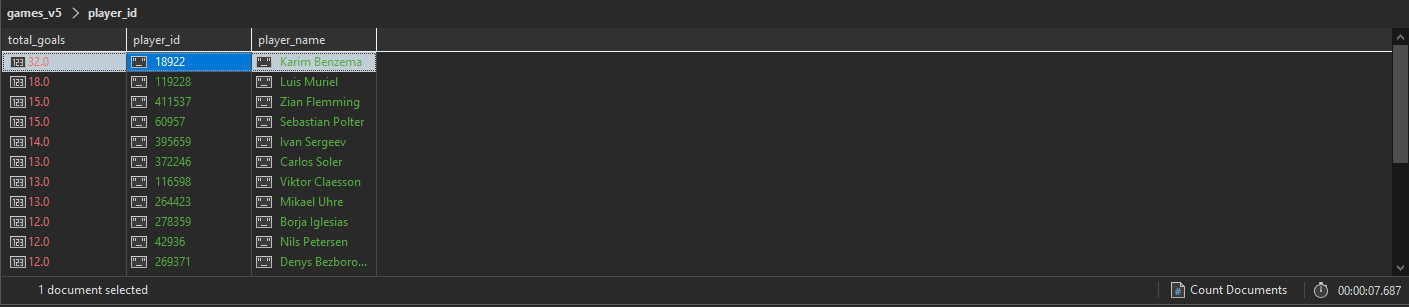 games_v5 > player_id
total_goals player_id player_name
32.0 18922 Karim Benzema
18.0 119228 Luis Muriel
15.0 411537 Zian Flemming
15.0 60957 Sebastian Polter
14.0 395659 Ivan Sergeev
13.0 372246 Carlos Soler
13.0 116598 Viktor Claesson
13.0 264423 Mikael Uhre
12.0 278359 Borja Iglesias
12.0 42936 Nils Petersen
12.0 269371 Denys Bezboro...
1 document selected Count Documents 00:00:07.687